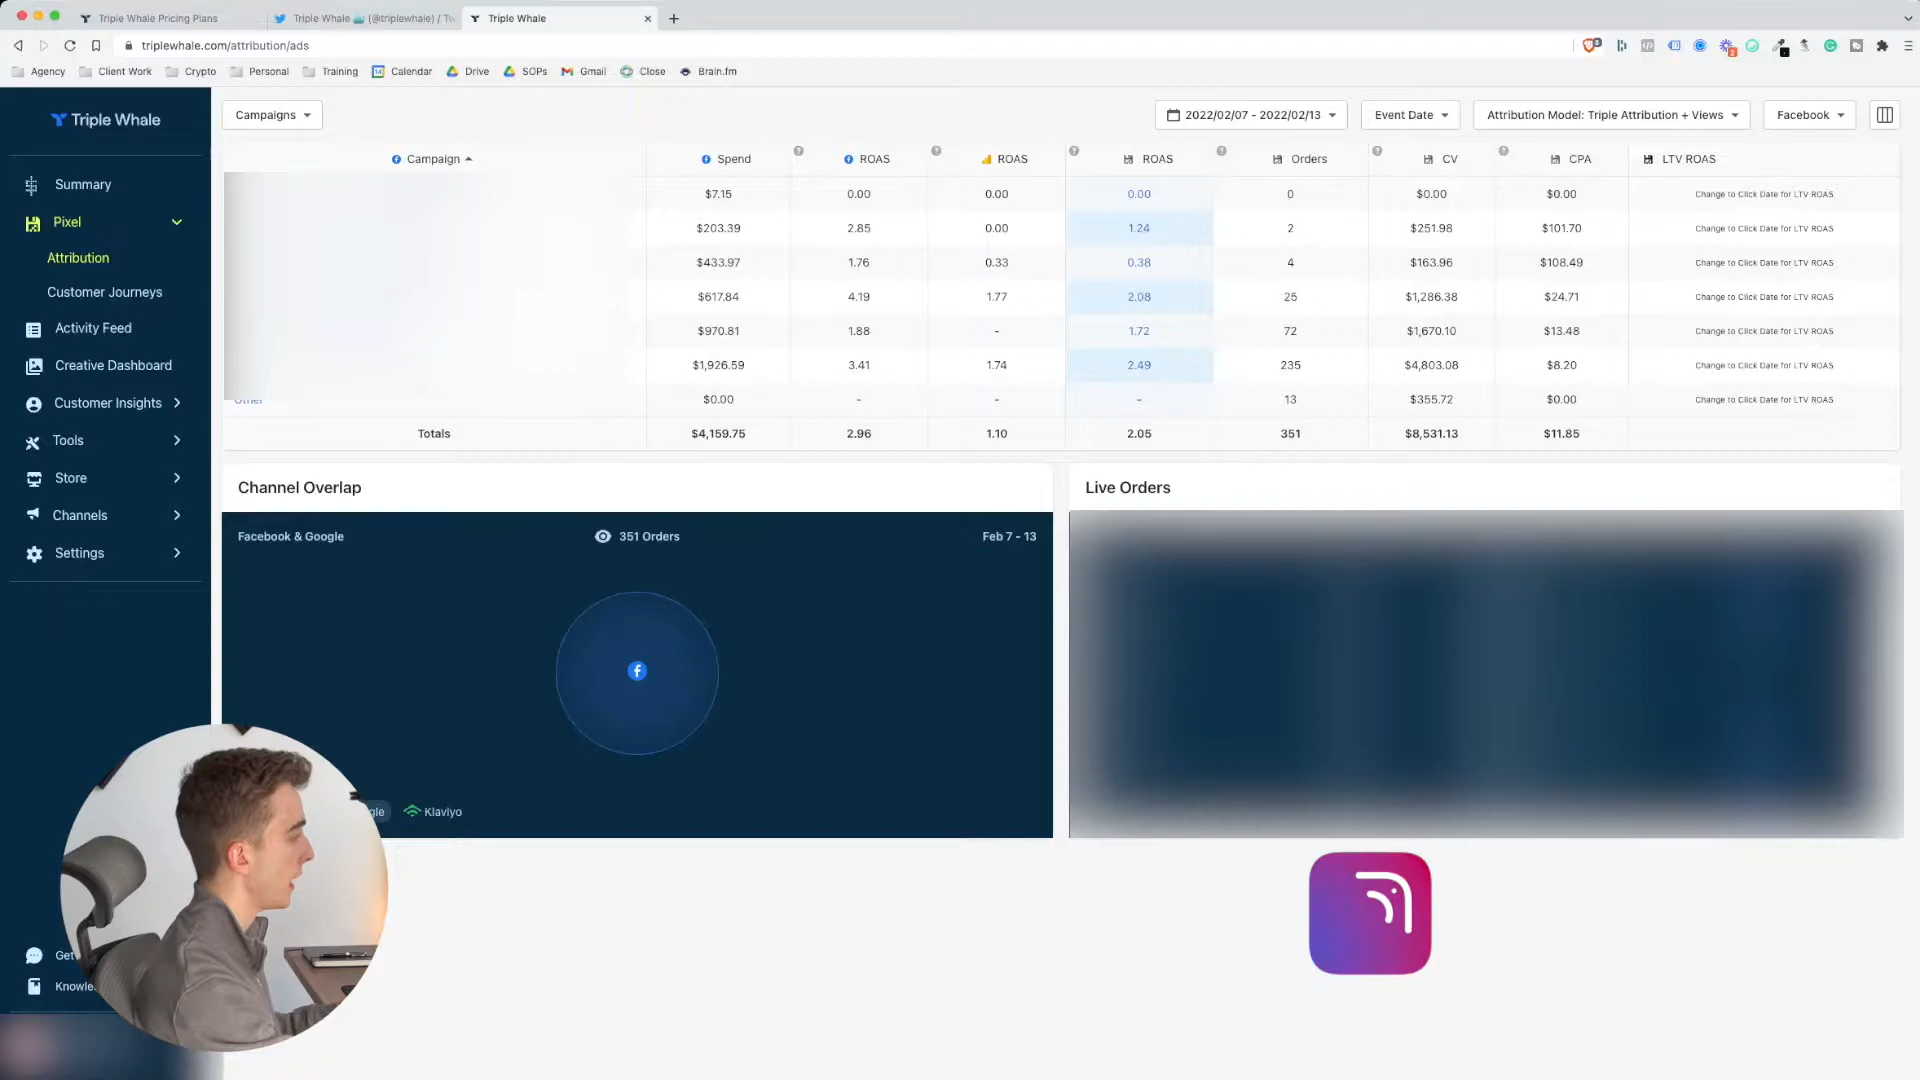 Triple Whale Pricing Plans
Triple Whale 🐳 (@triplewhale) / Tw
Triple Whale
triplewhale.com/attribution/ads
Agency
Client Work
Crypto
Personal
Training
Calendar
Drive
SOPs
Gmail
Close
Brain.fm
Triple Whale
Summary
Pixel
Attribution
Customer Journeys
Activity Feed
Creative Dashboard
Customer Insights
Tools
Store
Channels
Settings
Get
Campaigns
2022/02/07 - 2022/02/13
Event Date
Attribution Model: Triple Attribution + Views
Facebook
Campaign Spend ROAS ROAS ROAS Orders CV CPA LTV ROAS
$7.15 0.00 0.00 0.00 0 $0.00 $0.00 Change to Click Date for LTV ROAS
$203.39 2.85 0.00 1.24 2 $251.98 $101.70 Change to Click Date for LTV ROAS
$433.97 1.76 0.33 0.38 4 $163.96 $108.49 Change to Click Date for LTV ROAS
$617.84 4.19 1.77 2.08 25 $1,286.38 $24.71 Change to Click Date for LTV ROAS
$970.81 1.88 - 1.72 72 $1,670.10 $13.48 Change to Click Date for LTV ROAS
$1,926.59 3.41 1.74 2.49 235 $4,803.08 $8.20 Change to Click Date for LTV ROAS
Other $0.00 - - - 13 $355.72 $0.00 Change to Click Date for LTV ROAS
Totals $4,159.75 2.96 1.10 2.05 351 $8,531.13 $11.85
Channel Overlap
Facebook & Google
351 Orders
Feb 7 - 13
gle
Klaviyo
Live Orders